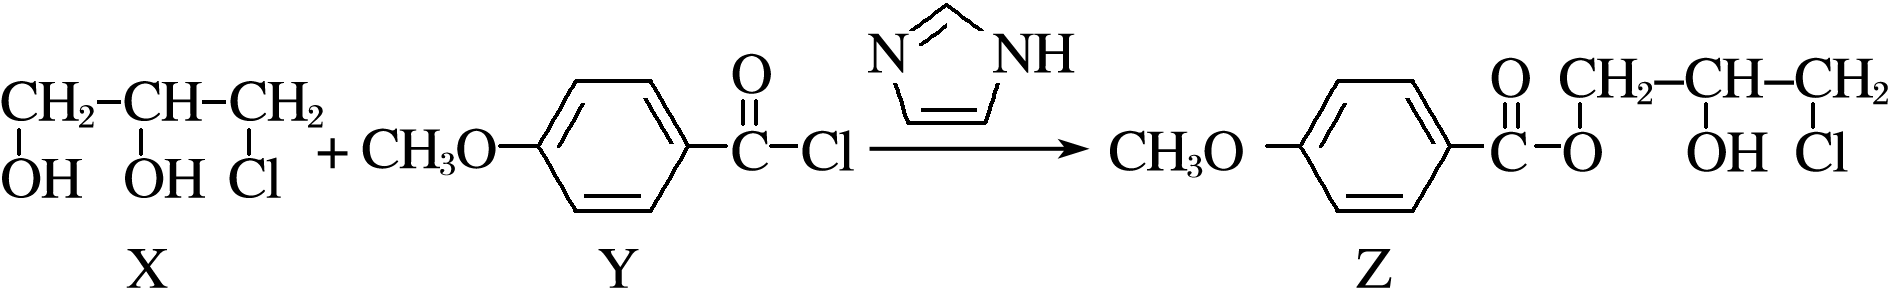 N NH
O O CH₂–CH–CH₂
CH₂–CH–CH₂ + CH₃O C–Cl CH₃O C–O OH Cl
OH OH Cl
X Y Z